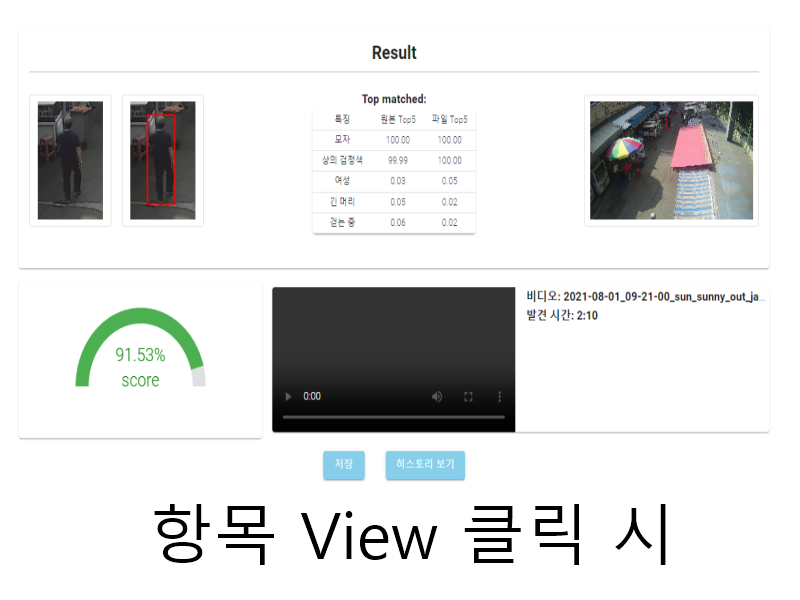 Result
Top matched:
특징 원본 Top5 파일 Top5
모자 100.00 100.00
상의 검정색 99.99 100.00
여성 0.03 0.05
긴 머리 0.05 0.02
걷는 중 0.06 0.02
91.53%
score
0:00
비디오: 2021-08-01_09-21-00_sun_sunny_out_ja...
발견 시간: 2:10
저장 히스토리 보기
항목 View 클릭 시